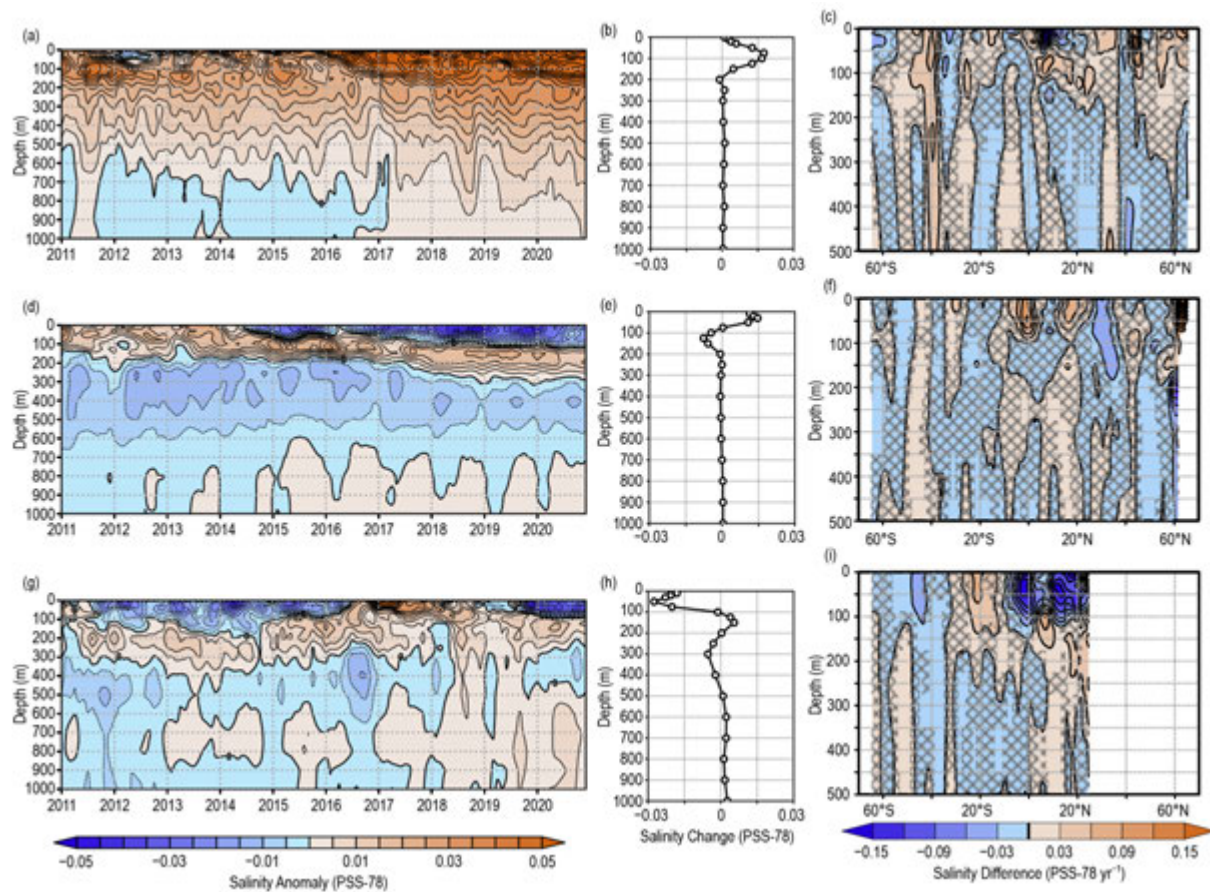 (a)
(b)
(c)
0
100
200
300
400
500
600
700
800
900
1000
Depth (m)
2011 2012 2013 2014 2015 2016 2017 2018 2019 2020
0
100
200
300
400
500
600
700
800
900
1000
Depth (m)
−0.03 0 0.03
0
100
200
300
400
500
Depth (m)
60°S 20°S 20°N 60°N
(d)
(e)
(f)
0
100
200
300
400
500
600
700
800
900
1000
Depth (m)
2011 2012 2013 2014 2015 2016 2017 2018 2019 2020
0
100
200
300
400
500
600
700
800
900
1000
Depth (m)
−0.03 0 0.03
0
100
200
300
400
500
Depth (m)
60°S 20°S 20°N 60°N
(g)
(h)
(i)
0
100
200
300
400
500
600
700
800
900
1000
Depth (m)
2011 2012 2013 2014 2015 2016 2017 2018 2019 2020
0
100
200
300
400
500
600
700
800
900
1000
Depth (m)
−0.03 0 0.03
Salinity Change (PSS-78)
0
100
200
300
400
500
Depth (m)
60°S 20°S 20°N 60°N
−0.05 −0.03 −0.01 0.01 0.03 0.05
Salinity Anomaly (PSS-78)
−0.15 −0.09 −0.03 0.03 0.09 0.15
Salinity Difference (PSS-78 yr⁻¹)